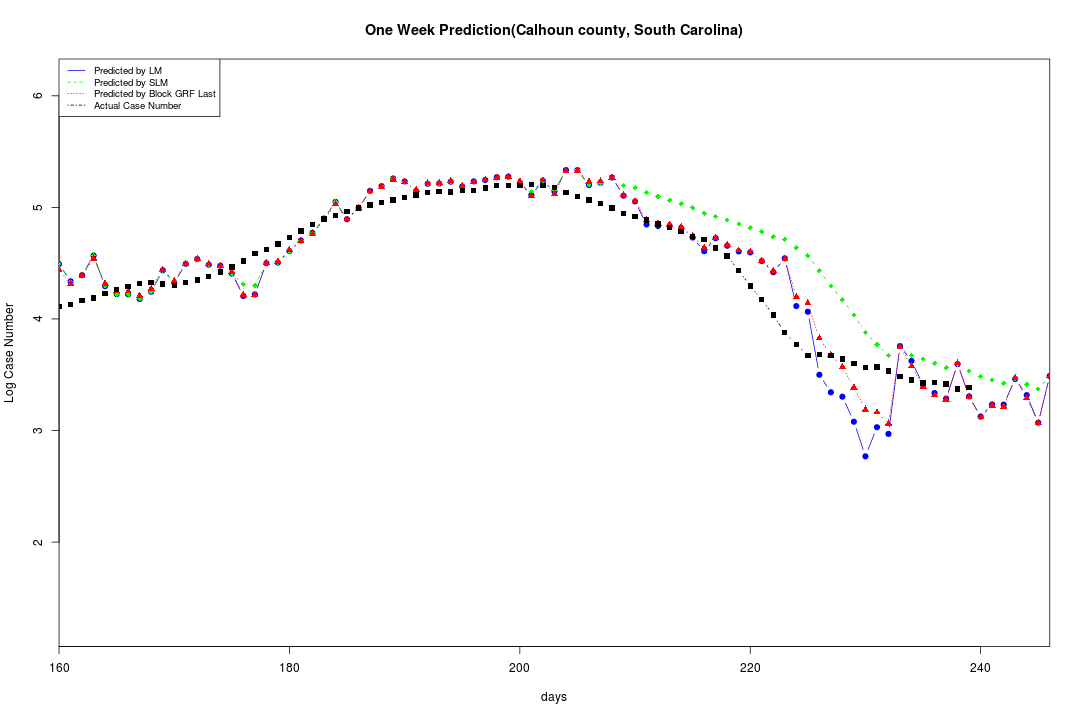 One Week Prediction(Calhoun county, South Carolina)
Predicted by LM
Predicted by SLM
Predicted by Block GRF Last
Actual Case Number
6
5
4
3
2
Log Case Number
160 180 200 220 240
days